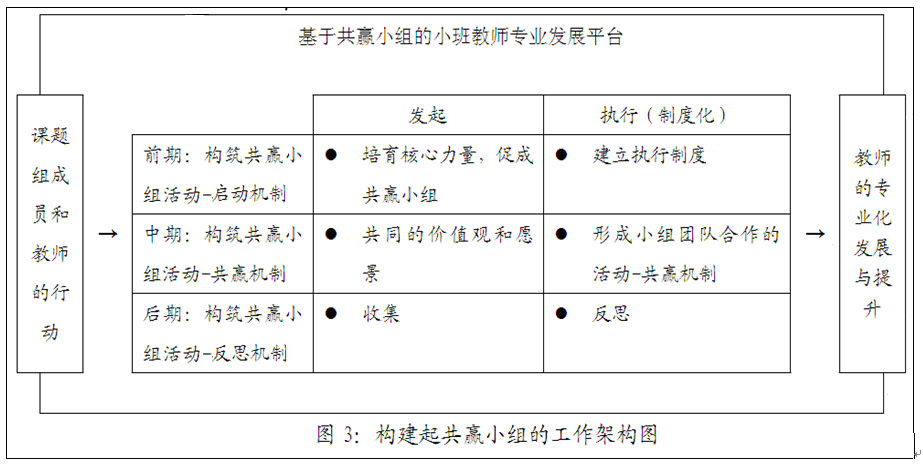 基于共赢小组的小班教师专业发展平台
课题
组成
员和
教师
的行
动
→
发起
执行（制度化）
前期：构筑共赢小
组活动-启动机制
● 培育核心力量，促成
共赢小组
● 建立执行制度
中期：构筑共赢小
组活动-共赢机制
● 共同的价值观和愿
景
● 形成小组团队合作的
活动-共赢机制
后期：构筑共赢小
组活动-反思机制
● 收集
● 反思
→
教师
的专
业化
发展
与提
升
图 3：构建起共赢小组的工作架构图